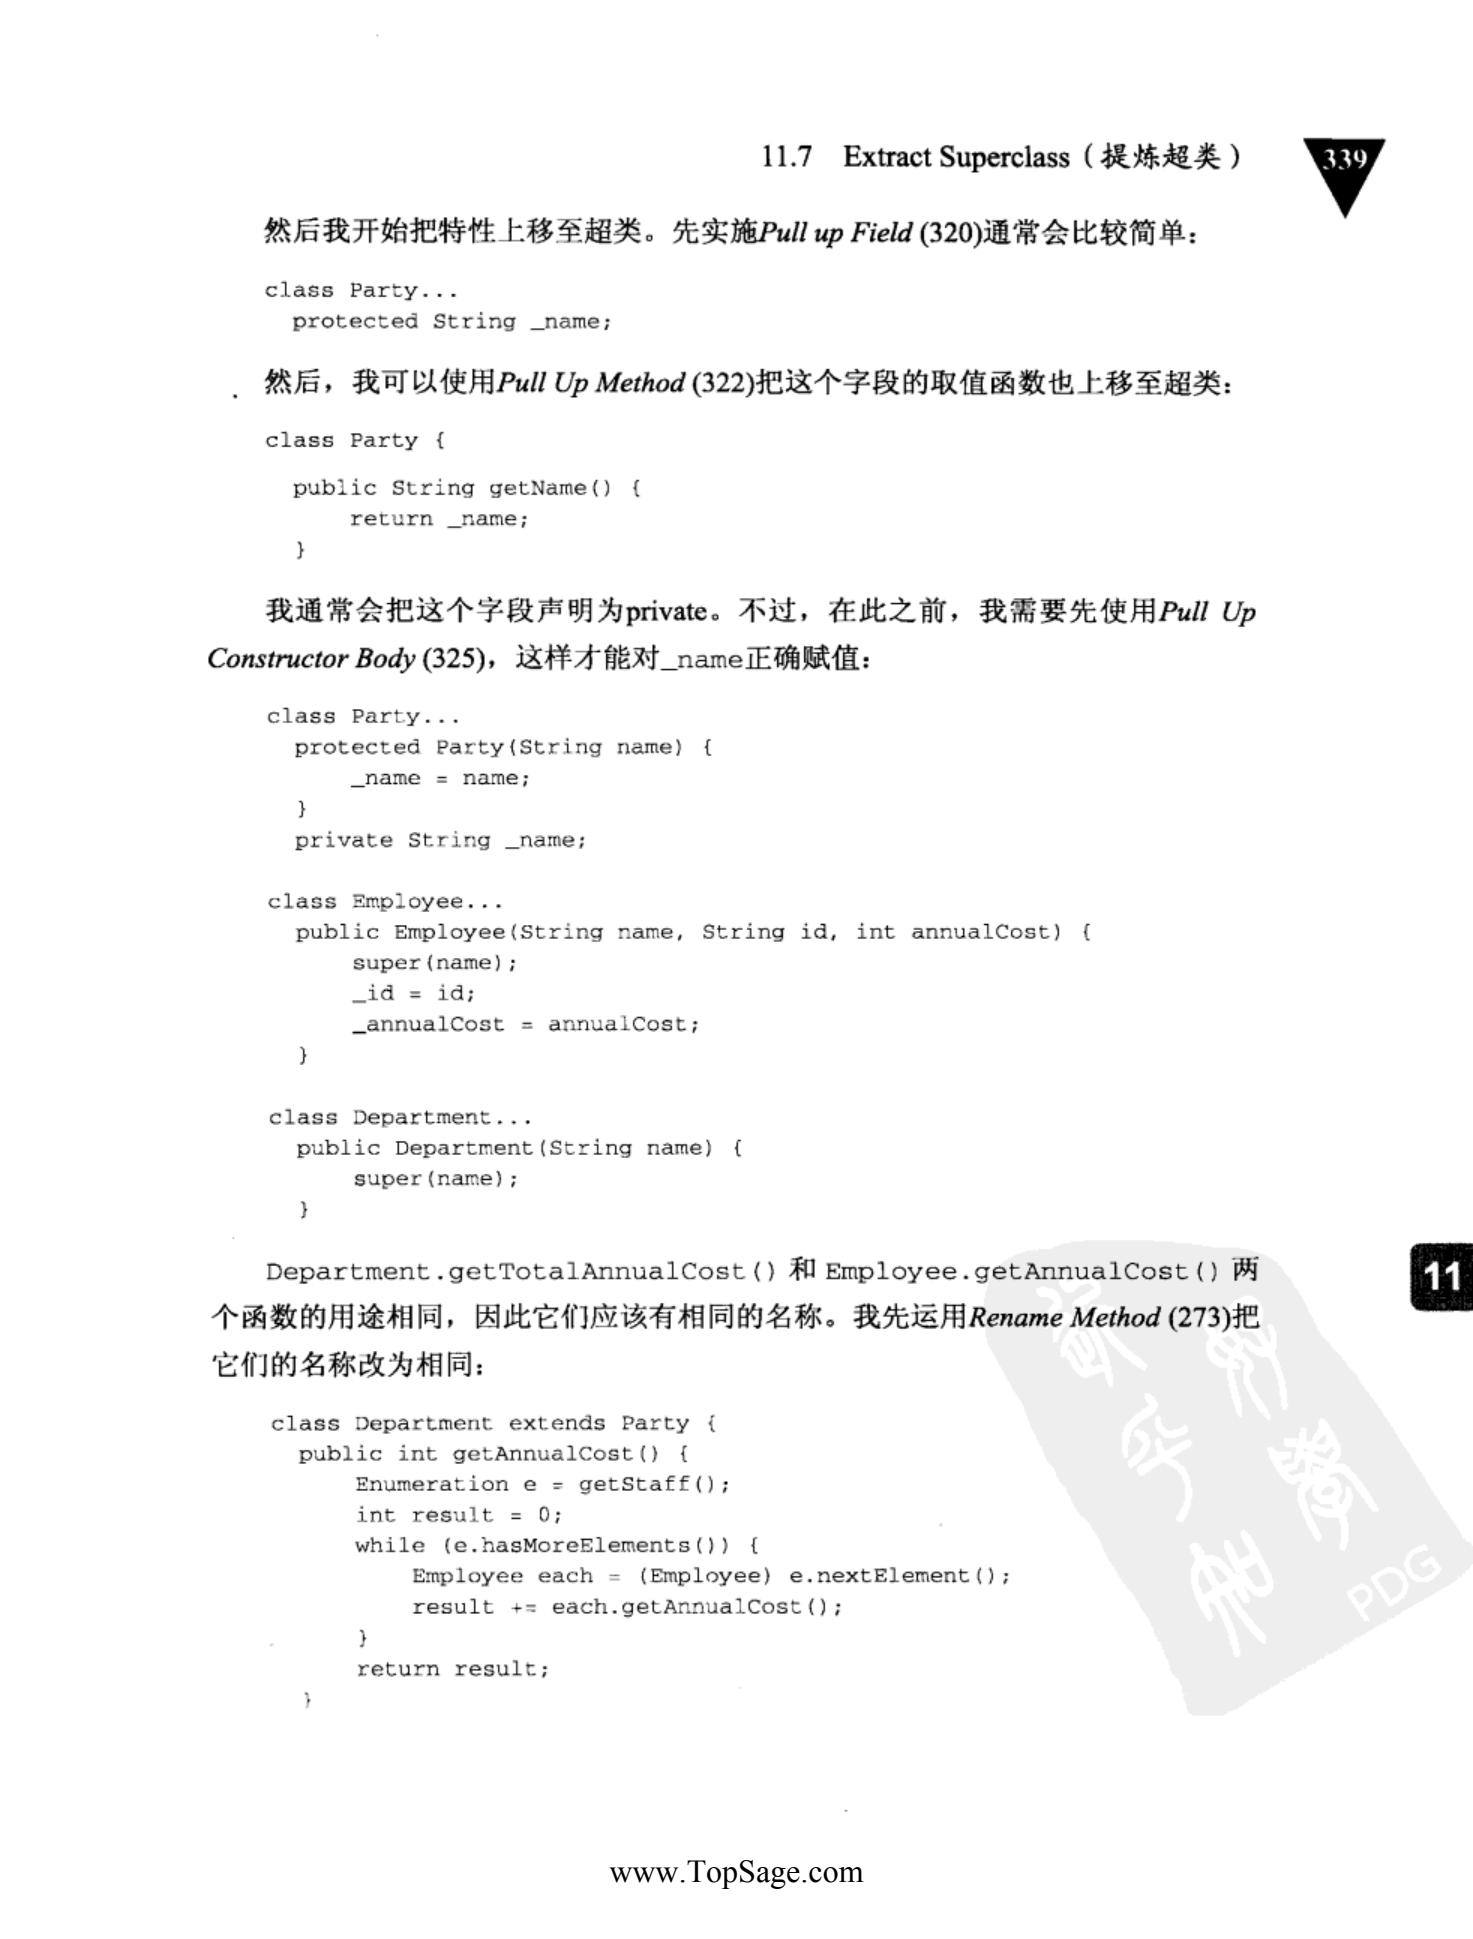 11.7 Extract Superclass（提炼超类）
339
然后我开始把特性上移至超类。先实施Pull up Field (320)通常会比较简单：
class Party...
protected String _name;
然后，我可以使用Pull Up Method (322)把这个字段的取值函数也上移至超类：
class Party {
public String getName() {
return _name;
}
我通常会把这个字段声明为private。不过，在此之前，我需要先使用Pull Up
Constructor Body (325)，这样才能对_name正确赋值：
class Party...
protected Party(String name) {
_name = name;
}
private String _name;
class Employee...
public Employee(String name, String id, int annualCost) {
super(name);
_id = id;
_annualCost = annualCost;
}
class Department...
public Department(String name) {
super(name);
}
Department.getTotalAnnualCost() 和 Employee.getAnnualCost() 两
11
个函数的用途相同，因此它们应该有相同的名称。我先运用Rename Method (273)把
它们的名称改为相同：
class Department extends Party {
public int getAnnualCost() {
Enumeration e = getStaff();
int result = 0;
while (e.hasMoreElements()) {
Employee each = (Employee) e.nextElement();
result += each.getAnnualCost();
}
return result;
}
PDG
www.TopSage.com